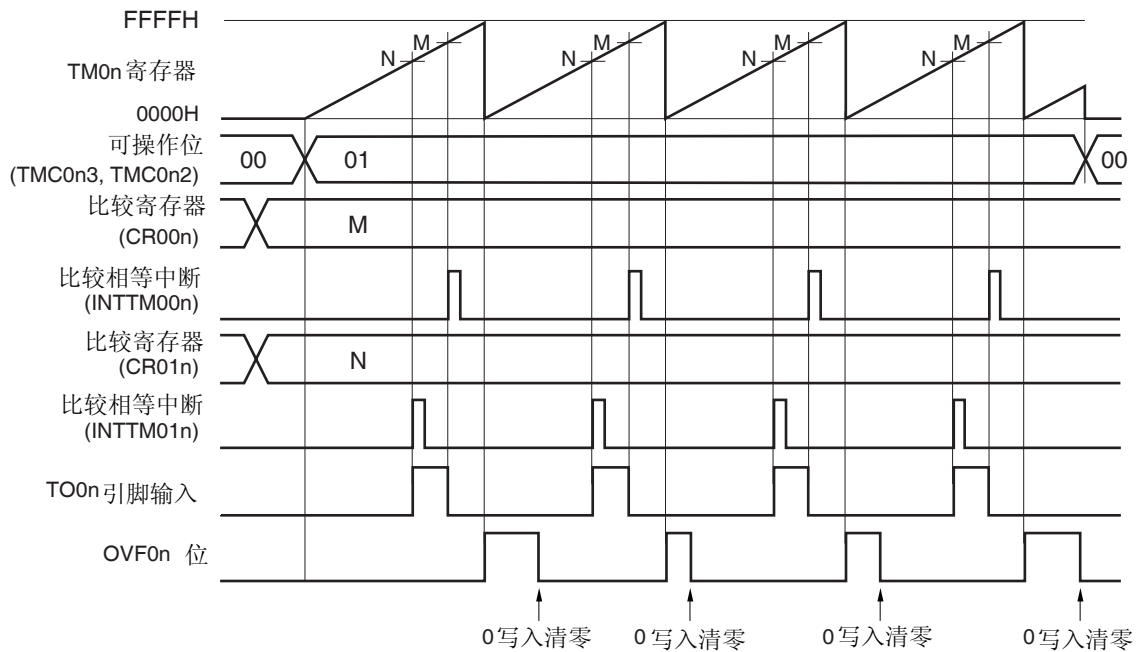 FFFFH
TM0n 寄存器
0000H
N M N M N M N M
可操作位
(TMC0n3, TMC0n2)
00 01 00
比较寄存器
(CR00n)
M
比较相等中断
(INTTM00n)
比较寄存器
(CR01n)
N
比较相等中断
(INTTM01n)
TO0n 引脚输入
OVF0n 位
0写入清零 0写入清零 0写入清零 0写入清零